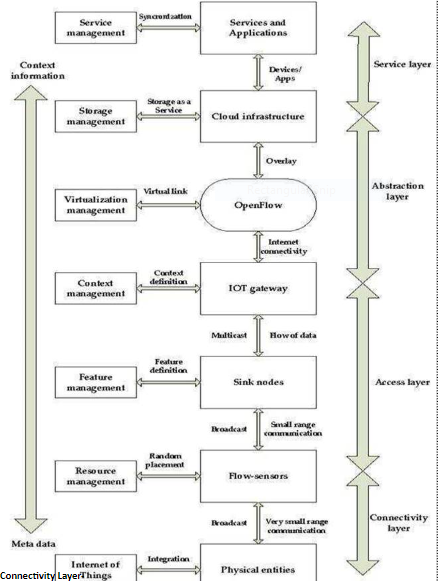 Service management
Syncronization
Services and Applications
Context information
Devices/ Apps
Service layer
Storage management
Storage as a Service
Cloud infrastructure
Overlay
Abstraction layer
Virtualization management
Virtual link
OpenFlow
Internet connectivity
Context management
Context definition
IOT gateway
Multicast
Flow of data
Feature management
Feature definition
Sink nodes
Access layer
Broadcast
Small range communication
Resource management
Random placement
Flow-sensors
Connectivity layer
Meta data
Broadcast
Very small range communication
Internet of Things
Integration
Physical entities
Connectivity Layer